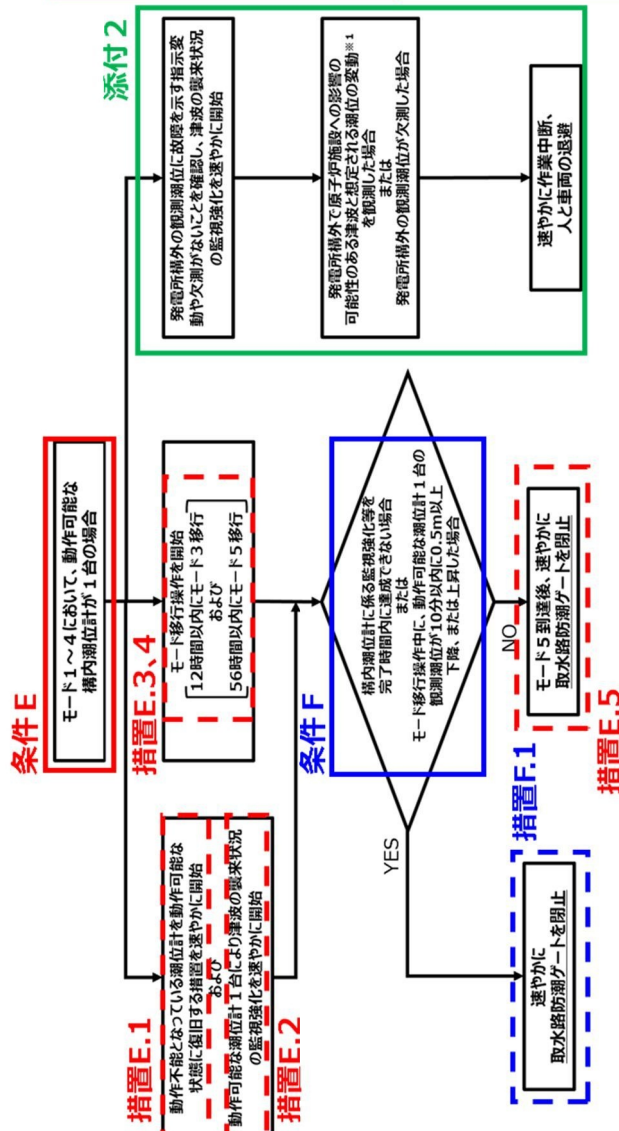 条件E
モード1～4において、動作可能な
構内潮位計が1台の場合
措置E.1
動作不能となっている潮位計を動作可能な
状態に復旧する措置を速やかに開始
および
動作可能な潮位計1台により津波の襲来状況
の監視強化を速やかに開始
措置E.2
措置E.3、4
モード移行操作を開始
12時間以内にモード3移行
および
56時間以内にモード5移行
添付2
発電所構外の観測潮位に故障を示す指示変
動や欠測がないことを確認し、津波の襲来状況
の監視強化を速やかに開始
発電所構外で原子炉施設への影響の
可能性のある津波と想定される潮位の変動※1
を観測した場合
または
発電所構外の観測潮位が欠測した場合
速やかに作業中断、
人と車両の退避
条件F
構内潮位計に係る監視強化等を
完了時間内に達成できない場合
または
モード移行操作中に、動作可能な潮位計1台の
観測潮位が10分以内に0.5m以上
下降、または上昇した場合
YES
NO
措置F.1
速やかに
取水路防潮ゲートを閉止
モード5到達後、速やかに
取水路防潮ゲートを閉止
措置E.5